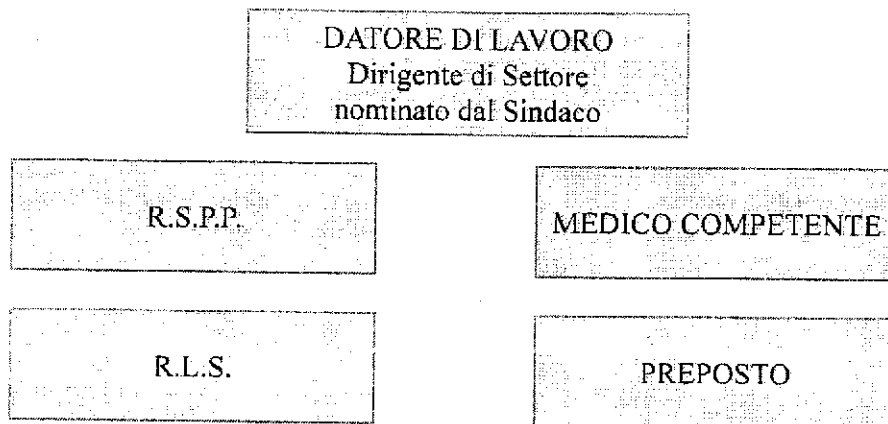 DATORE DI LAVORO
Dirigente di Settore
nominato dal Sindaco
R.S.P.P.
MEDICO COMPETENTE
R.L.S.
PREPOSTO